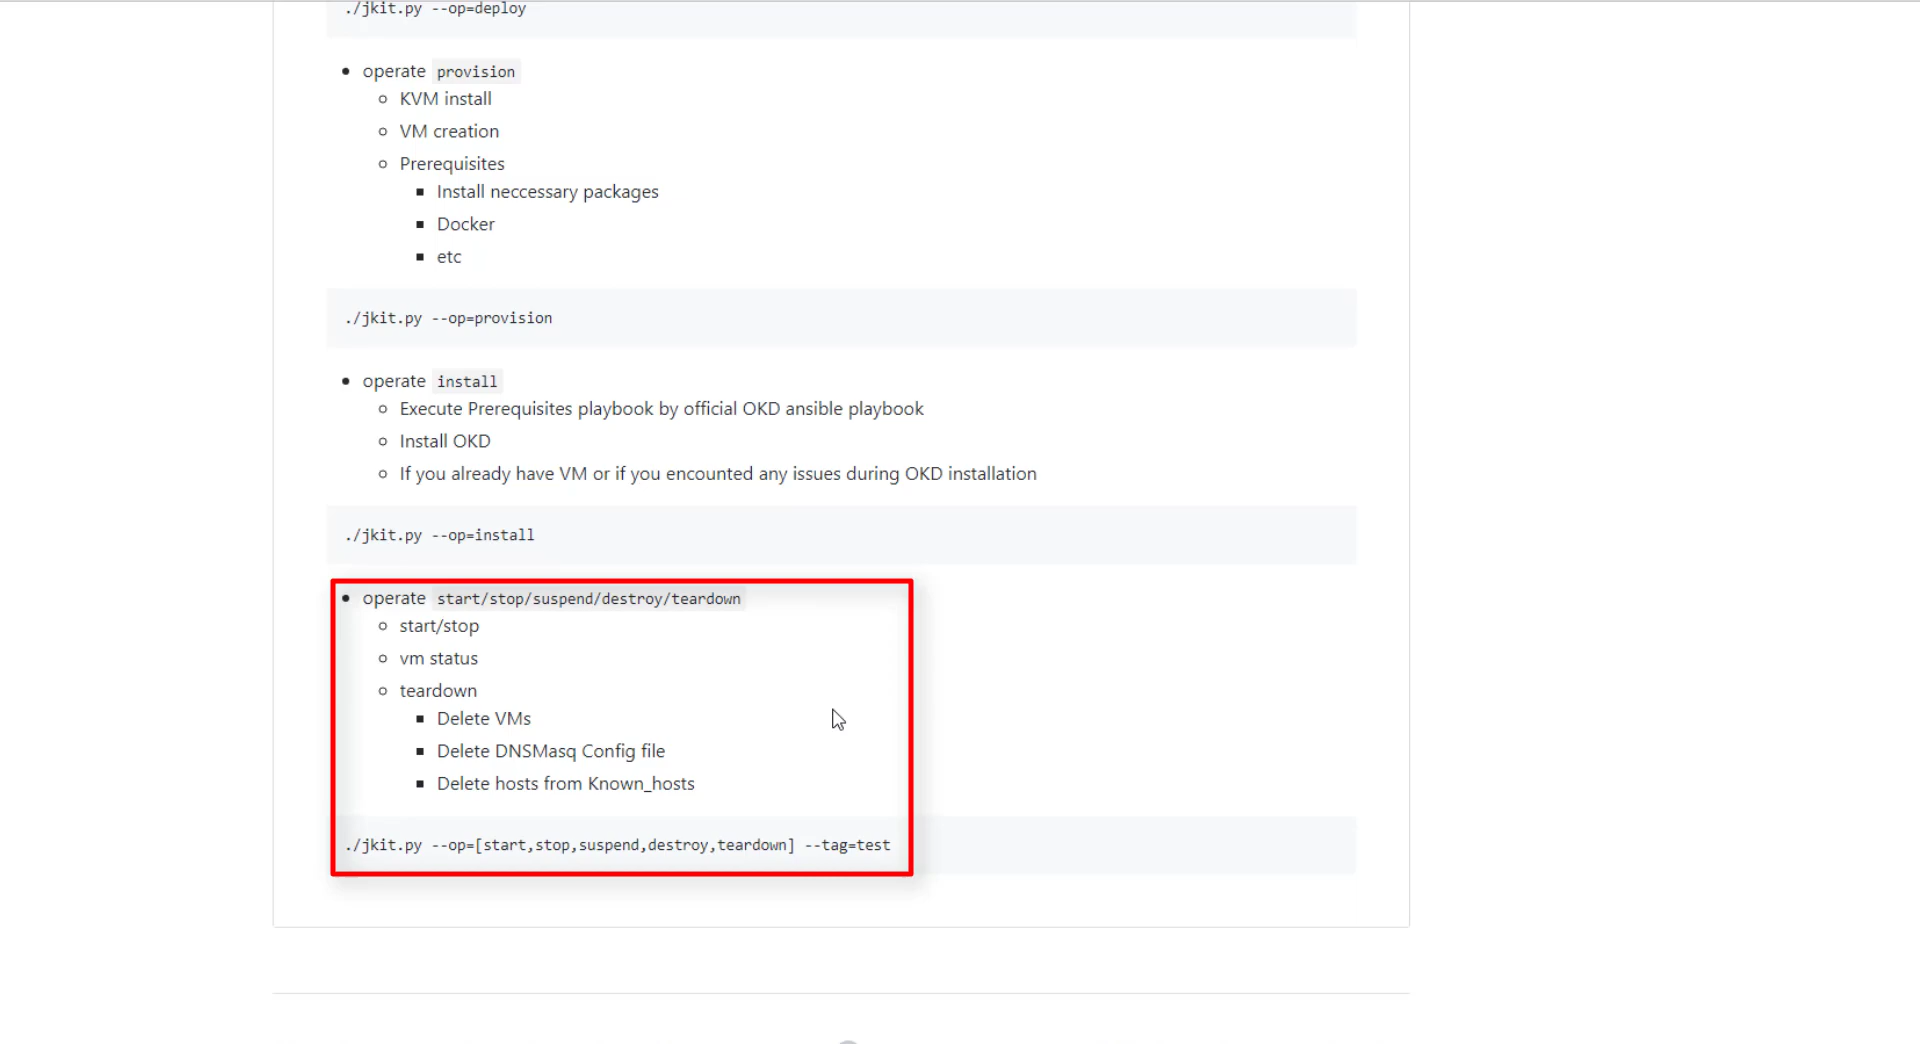 ./jkit.py --op=deploy
operate provision
KVM install
VM creation
Prerequisites
Install neccessary packages
Docker
etc
./jkit.py --op=provision
operate install
Execute Prerequisites playbook by official OKD ansible playbook
Install OKD
If you already have VM or if you encounted any issues during OKD installation
./jkit.py --op=install
operate start/stop/suspend/destroy/teardown
start/stop
vm status
teardown
Delete VMs
Delete DNSMasq Config file
Delete hosts from Known_hosts
./jkit.py --op=[start,stop,suspend,destroy,teardown] --tag=test